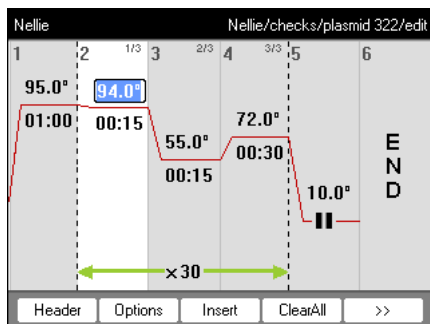 Nellie Nellie/checks/plasmid 322/edit
1 2 1/3 3 2/3 4 3/3 5 6
95.0° 94.0° 72.0°
01:00 00:15 00:30
55.0°
00:15
10.0°
END
×30
Header Options Insert ClearAll >>